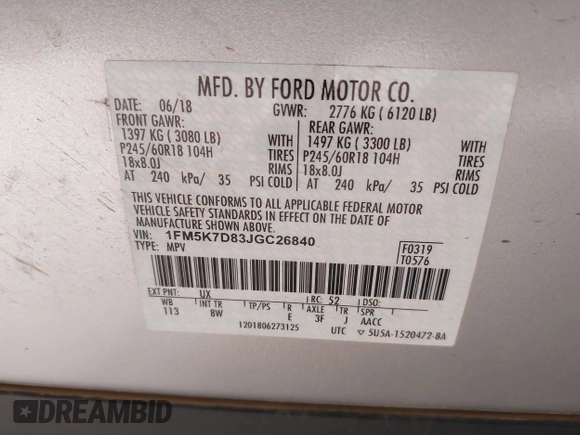 MFD. BY FORD MOTOR CO.
DATE: 06/18 GVWR: 2776 KG ( 6120 LB)
FRONT GAWR: REAR GAWR:
1397 KG ( 3080 LB) WITH 1497 KG ( 3300 LB) WITH
P245/60R18 104H TIRES P245/60R18 104H TIRES
18x8.0J RIMS 18x8.0J RIMS
AT 240 kPa/ 35 PSI COLD AT 240 kPa/ 35 PSI COLD
THIS VEHICLE CONFORMS TO ALL APPLICABLE FEDERAL MOTOR
VEHICLE SAFETY STANDARDS IN EFFECT ON THE DATE OF MANUFACTURE SHOWN ABOVE.
VIN: 1FM5K7D83JGC26840
TYPE: MPV
F0319
T0576
EXT PNT: UX RC: 52 DSO:
WB INT TR TP/PS R AXLE TR SPR
113 8W E 3F J AACC
1201806273125 UTC ▽ 5U5A-1520472-BA
DREAMBID